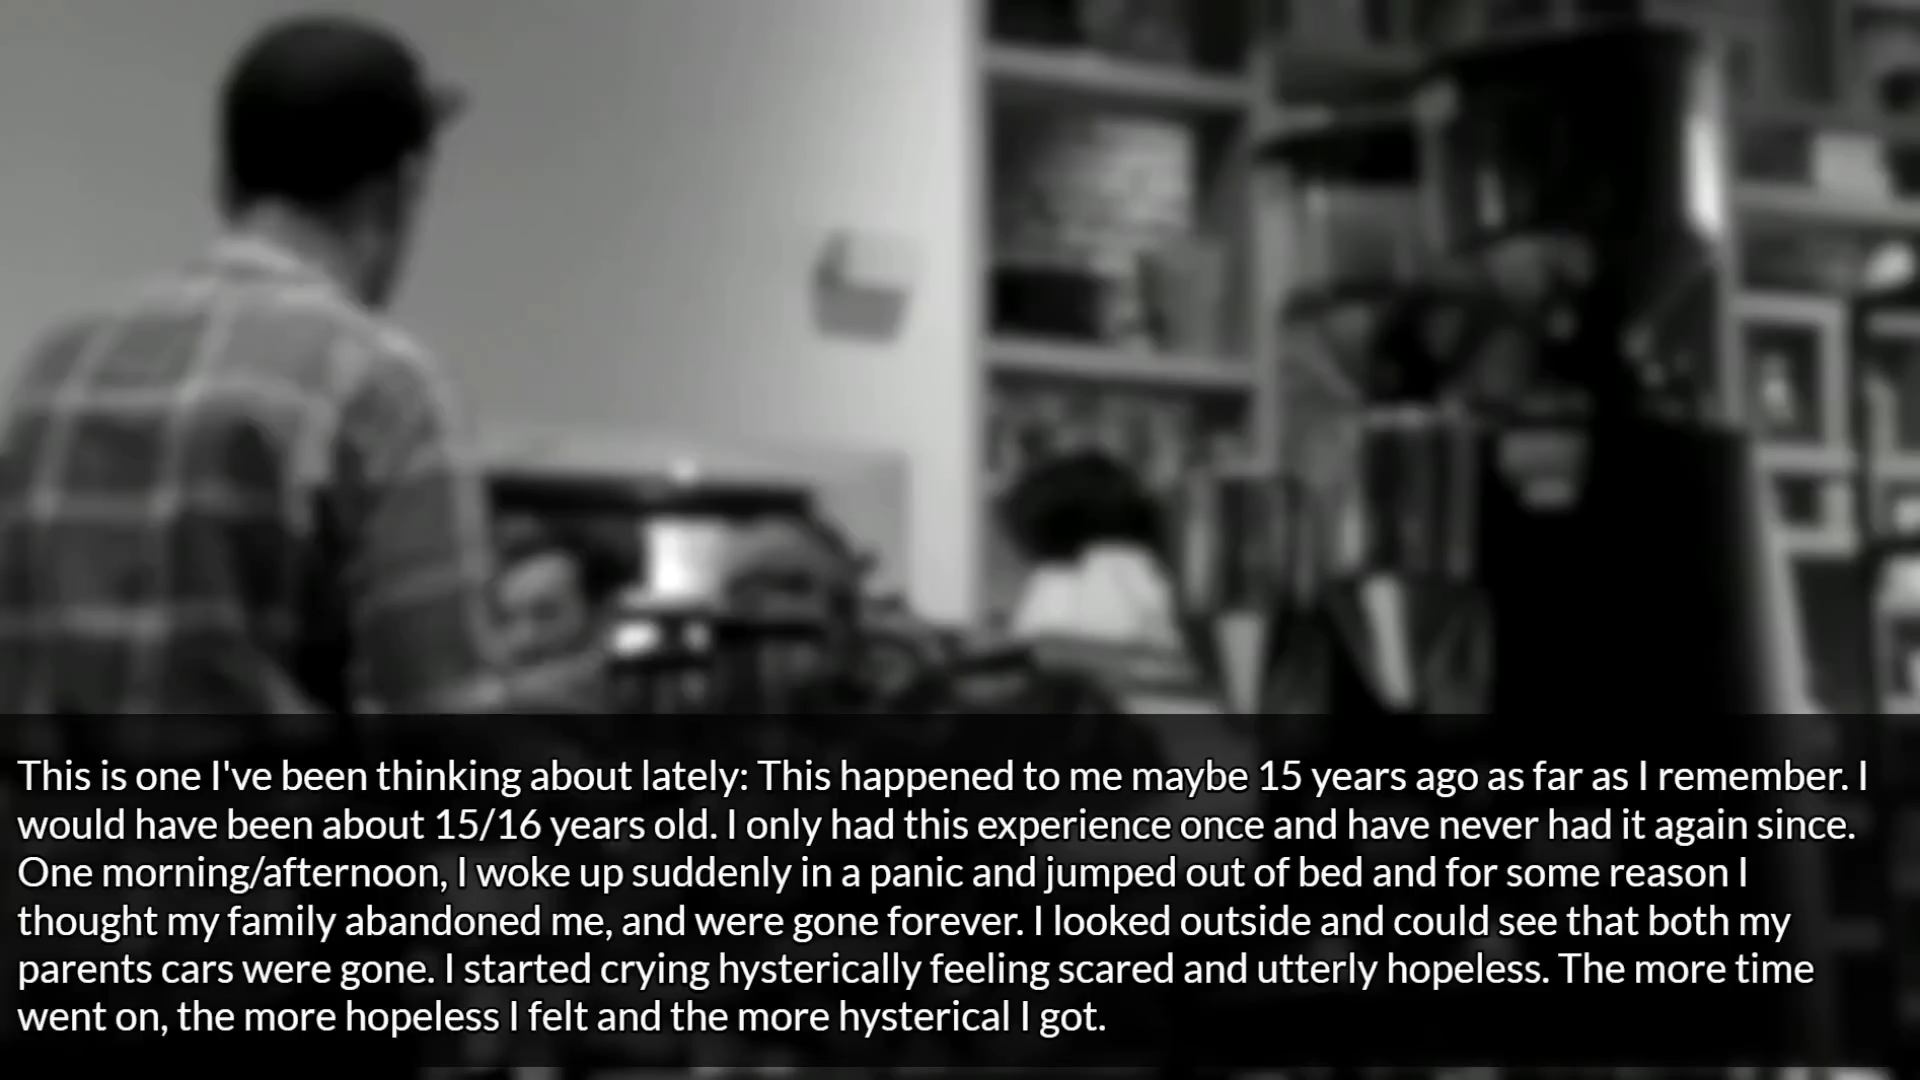 This is one I've been thinking about lately: This happened to me maybe 15 years ago as far as I remember. I
would have been about 15/16 years old. I only had this experience once and have never had it again since.
One morning/afternoon, I woke up suddenly in a panic and jumped out of bed and for some reason I
thought my family abandoned me, and were gone forever. I looked outside and could see that both my
parents cars were gone. I started crying hysterically feeling scared and utterly hopeless. The more time
went on, the more hopeless I felt and the more hysterical I got.